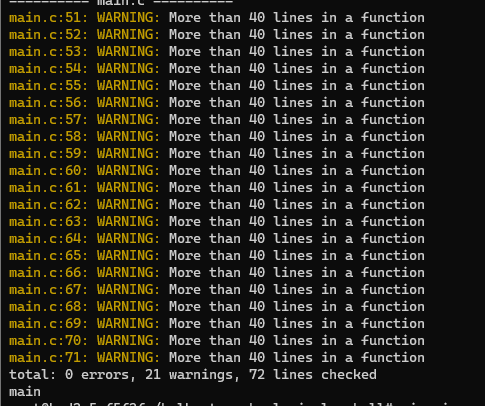 ---------- main.c ----------
main.c:51: WARNING: More than 40 lines in a function
main.c:52: WARNING: More than 40 lines in a function
main.c:53: WARNING: More than 40 lines in a function
main.c:54: WARNING: More than 40 lines in a function
main.c:55: WARNING: More than 40 lines in a function
main.c:56: WARNING: More than 40 lines in a function
main.c:57: WARNING: More than 40 lines in a function
main.c:58: WARNING: More than 40 lines in a function
main.c:59: WARNING: More than 40 lines in a function
main.c:60: WARNING: More than 40 lines in a function
main.c:61: WARNING: More than 40 lines in a function
main.c:62: WARNING: More than 40 lines in a function
main.c:63: WARNING: More than 40 lines in a function
main.c:64: WARNING: More than 40 lines in a function
main.c:65: WARNING: More than 40 lines in a function
main.c:66: WARNING: More than 40 lines in a function
main.c:67: WARNING: More than 40 lines in a function
main.c:68: WARNING: More than 40 lines in a function
main.c:69: WARNING: More than 40 lines in a function
main.c:70: WARNING: More than 40 lines in a function
main.c:71: WARNING: More than 40 lines in a function
total: 0 errors, 21 warnings, 72 lines checked
main